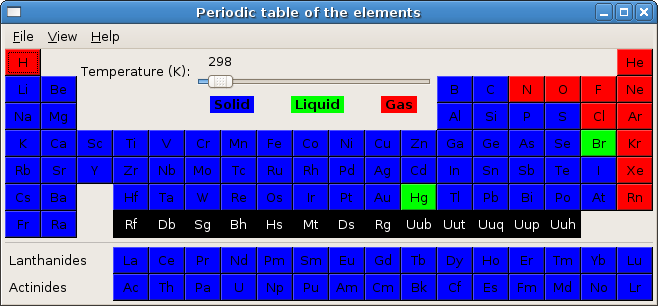 Periodic table of the elements
File View Help
H He
298
Temperature (K):
Li Be B C N O F Ne
Solid Liquid Gas
Na Mg Al Si P S Cl Ar
K Ca Sc Ti V Cr Mn Fe Co Ni Cu Zn Ga Ge As Se Br Kr
Rb Sr Y Zr Nb Mo Tc Ru Rh Pd Ag Cd In Sn Sb Te I Xe
Cs Ba Hf Ta W Re Os Ir Pt Au Hg Tl Pb Bi Po At Rn
Fr Ra Rf Db Sg Bh Hs Mt Ds Rg Uub Uut Uuq Uup Uuh
Lanthanides La Ce Pr Nd Pm Sm Eu Gd Tb Dy Ho Er Tm Yb Lu
Actinides Ac Th Pa U Np Pu Am Cm Bk Cf Es Fm Md No Lr